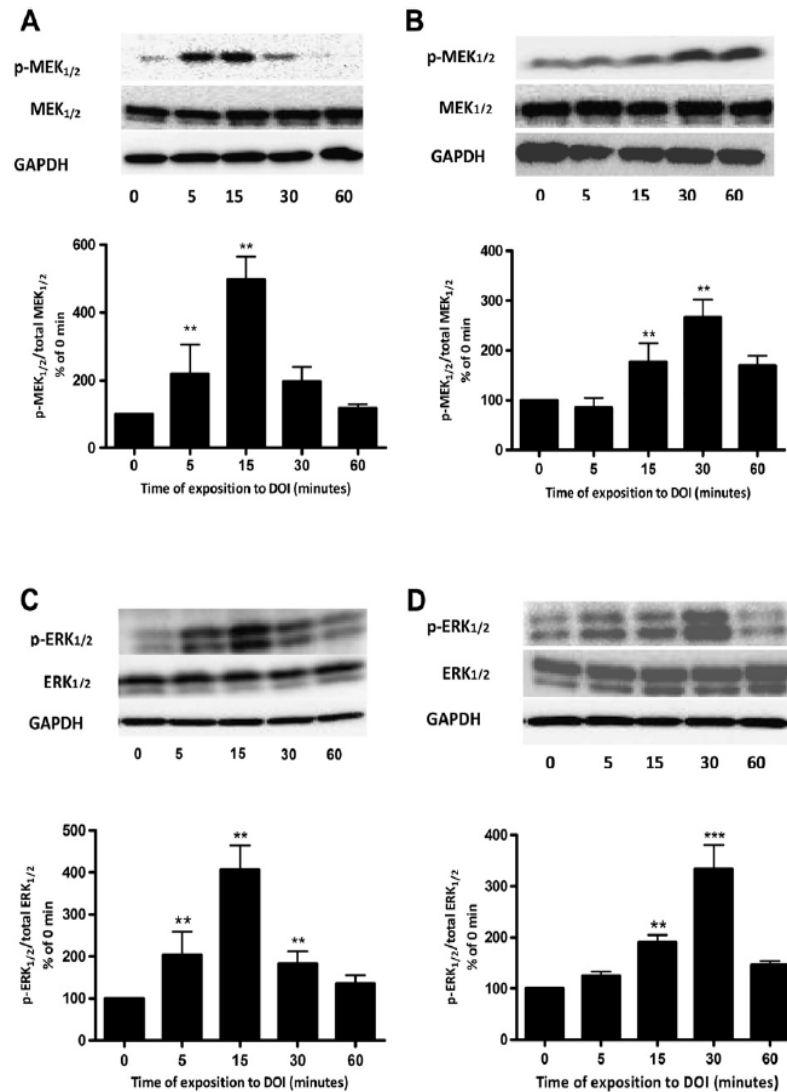 A
p-MEK1/2
MEK1/2
GAPDH
0 5 15 30 60
600
400
200
100
0
p-MEK1/2/total MEK1/2
% of 0 min
**
**
0 5 15 30 60
Time of exposition to DOI (minutes)
B
p-MEK1/2
MEK1/2
GAPDH
0 5 15 30 60
400
300
200
100
0
p-MEK1/2/total MEK1/2
% of 0 min
**
**
0 5 15 30 60
Time of exposition to DOI (minutes)
C
p-ERK1/2
ERK1/2
GAPDH
0 5 15 30 60
500
400
300
200
100
0
p-ERK1/2/total ERK1/2
% of 0 min
**
**
**
0 5 15 30 60
Time of exposition to DOI (minutes)
D
p-ERK1/2
ERK1/2
GAPDH
0 5 15 30 60
400
300
200
100
0
p-ERK1/2/total ERK1/2
% of 0 min
**
***
0 5 15 30 60
Time of exposition to DOI (minutes)